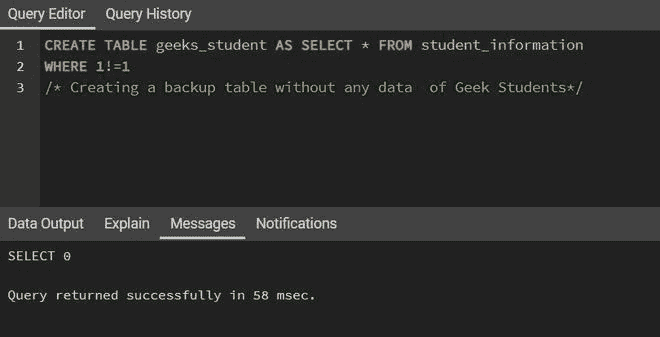 Query Editor Query History
1 CREATE TABLE geeks_student AS SELECT * FROM student_information
2 WHERE 1!=1
3 /* Creating a backup table without any data  of Geek Students*/
Data Output Explain Messages Notifications
SELECT 0
Query returned successfully in 58 msec.